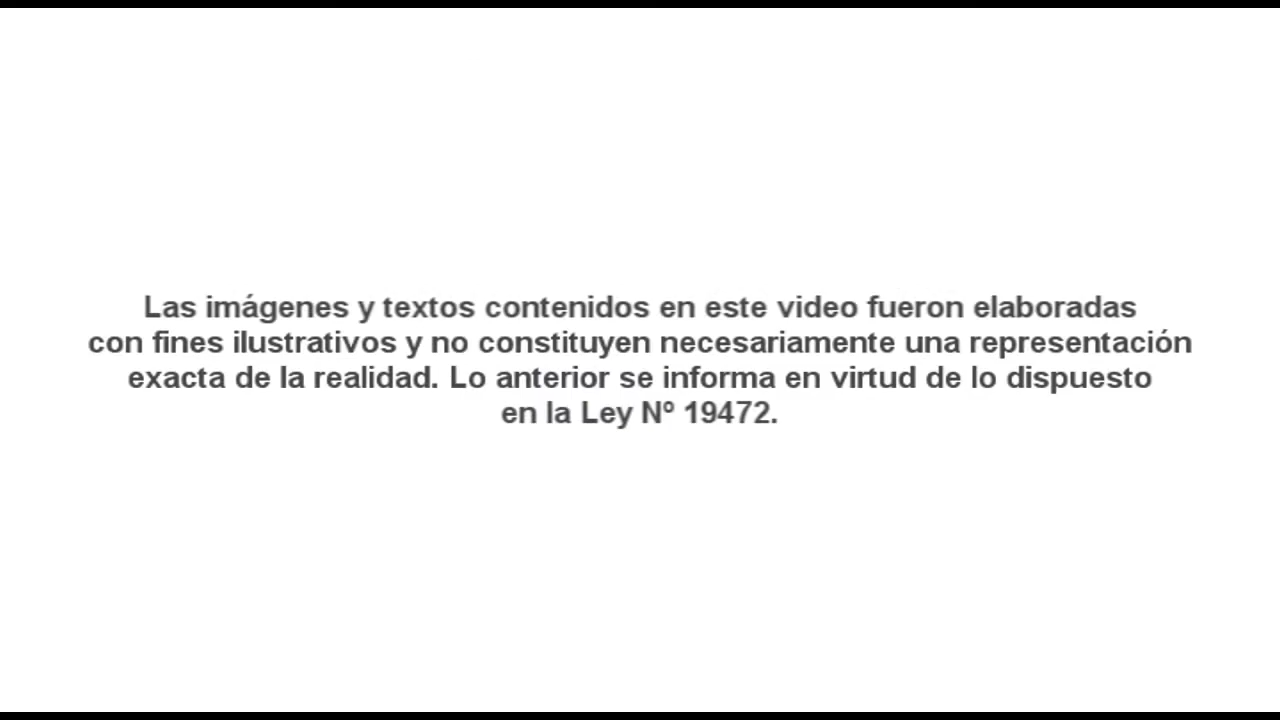 Las imágenes y textos contenidos en este video fueron elaboradas
con fines ilustrativos y no constituyen necesariamente una representación
exacta de la realidad. Lo anterior se informa en virtud de lo dispuesto
en la Ley Nº 19472.